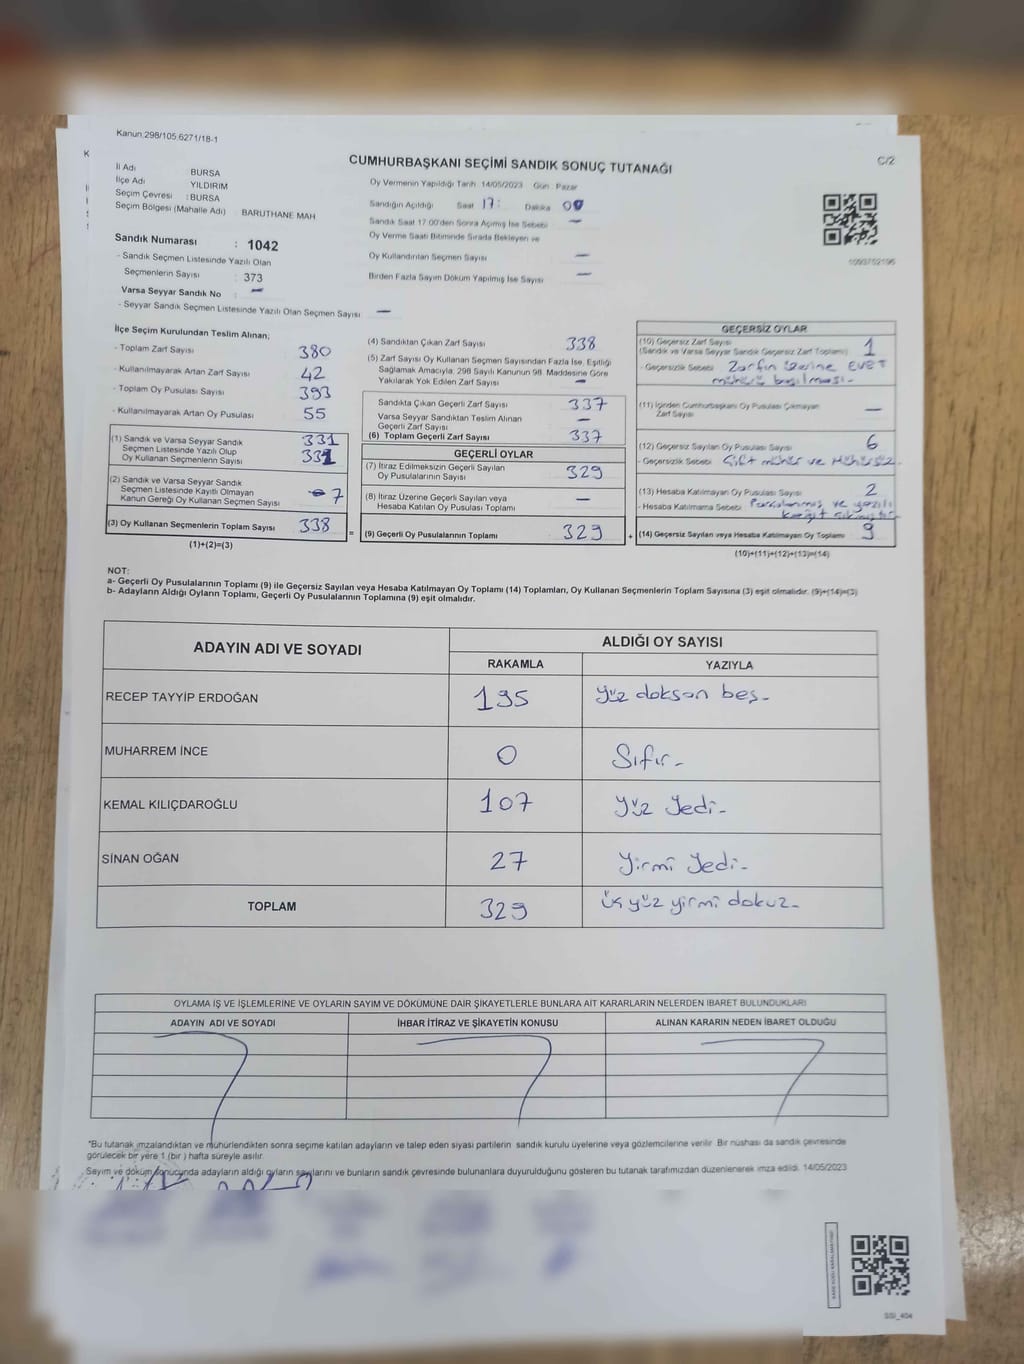 Kanun:298/105.6271/18-1
C/2
CUMHURBAŞKANI SEÇİMİ SANDIK SONUÇ TUTANAĞI
İli Adı BURSA
İlçe Adı YILDIRIM
Seçim Çevresi : BURSA
Seçim Bölgesi (Mahalle Adı) BARUTHANE MAH
Sandık Numarası : 1042
- Sandık Seçmen Listesinde Yazılı Olan
Seçmenlerin Sayısı : 373
Varsa Seyyar Sandık No : —
- Seyyar Sandık Seçmen Listesinde Yazılı Olan Seçmen Sayısı —
Oy Vermenin Yapıldığı Tarih 14/05/2023 Gün Pazar
Sandığın Açıldığı Saat 17: Dakika 00
Sandık Saat 17:00'den Sonra Açılmış İse Sebebi —
Oy Verme Saati Bitiminde Sırada Bekleyen ve
Oy Kullandırılan Seçmen Sayısı —
Birden Fazla Sayım Döküm Yapılmış İse Sayısı —
1093752196
İlçe Seçim Kurulundan Teslim Alınan;
- Toplam Zarf Sayısı 380
- Kullanılmayarak Artan Zarf Sayısı 42
- Toplam Oy Pusulası Sayısı 393
- Kullanılmayarak Artan Oy Pusulası 55
(1) Sandık ve Varsa Seyyar Sandık 331
Seçmen Listesinde Yazılı Olup
Oy Kullanan Seçmenlerin Sayısı 331
(2) Sandık ve Varsa Seyyar Sandık
Seçmen Listesinde Kayıtlı Olmayan
Kanun Gereği Oy Kullanan Seçmen Sayısı 7
(3) Oy Kullanan Seçmenlerin Toplam Sayısı 338
(1)+(2)=(3)
(4) Sandıktan Çıkan Zarf Sayısı 338
(5) Zarf Sayısı Oy Kullanan Seçmen Sayısından Fazla İse, Eşitliği
Sağlamak Amacıyla, 298 Sayılı Kanunun 98. Maddesine Göre
Yakılarak Yok Edilen Zarf Sayısı —
Sandıkta Çıkan Geçerli Zarf Sayısı 337
Varsa Seyyar Sandıktan Teslim Alınan
Geçerli Zarf Sayısı —
(6) Toplam Geçerli Zarf Sayısı 337
GEÇERLİ OYLAR
(7) İtiraz Edilmeksizin Geçerli Sayılan
Oy Pusulalarının Sayısı 329
(8) İtiraz Üzerine Geçerli Sayılan veya
Hesaba Katılan Oy Pusulası Toplamı —
= (9) Geçerli Oy Pusulalarının Toplamı 329 +
GEÇERSİZ OYLAR
(10) Geçersiz Zarf Sayısı
(Sandık ve Varsa Seyyar Sandık Geçersiz Zarf Toplamı) 1
- Geçersizlik Sebebi Zarfın üzerine EVET
mühürü basılması-
(11) İçinden Cumhurbaşkanı Oy Pusulası Çıkmayan
Zarf Sayısı —
(12) Geçersiz Sayılan Oy Pusulası Sayısı 6
- Geçersizlik Sebebi Çift mühür ve Mühürsüz.
(13) Hesaba Katılmayan Oy Pusulası Sayısı 2
- Hesaba Katılmama Sebebi Parçalanmış ve yazılı
kağıt çıkmıştır
(14) Geçersiz Sayılan veya Hesaba Katılmayan Oy Toplamı 9
(10)+(11)+(12)+(13)=(14)
NOT:
a- Geçerli Oy Pusulalarının Toplamı (9) ile Geçersiz Sayılan veya Hesaba Katılmayan Oy Toplamı (14) Toplamları, Oy Kullanan Seçmenlerin Toplam Sayısına (3) eşit olmalıdır. (9)+(14)=(3)
b- Adayların Aldığı Oyların Toplamı, Geçerli Oy Pusulalarının Toplamına (9) eşit olmalıdır.
ADAYIN ADI VE SOYADI ALDIĞI OY SAYISI
RAKAMLA YAZIYLA
RECEP TAYYİP ERDOĞAN 195 Yüz doksan beş-
MUHARREM İNCE 0 Sıfır-
KEMAL KILIÇDAROĞLU 107 Yüz Yedi-
SİNAN OĞAN 27 Yirmi Yedi-
TOPLAM 329 üç yüz yirmi dokuz-
OYLAMA İŞ VE İŞLEMLERİNE VE OYLARIN SAYIM VE DÖKÜMÜNE DAİR ŞİKAYETLERLE BUNLARA AİT KARARLARIN NELERDEN İBARET BULUNDUKLARI
ADAYIN ADI VE SOYADI İHBAR İTİRAZ VE ŞİKAYETİN KONUSU ALINAN KARARIN NEDEN İBARET OLDUĞU
*Bu tutanak imzalandıktan ve mühürlendikten sonra seçime katılan adayların ve talep eden siyasi partilerin sandık kurulu üyelerine veya gözlemcilerine verilir. Bir nüshası da sandık çevresinde
görülecek bir yere 1 (bir ) hafta süreyle asılır.
Sayım ve döküm sonucunda adayların aldığı oyların sayılarını ve bunların sandık çevresinde bulunanlara duyurulduğunu gösteren bu tutanak tarafımızdan düzenlenerek imza edildi. 14/05/2023
SSI_404